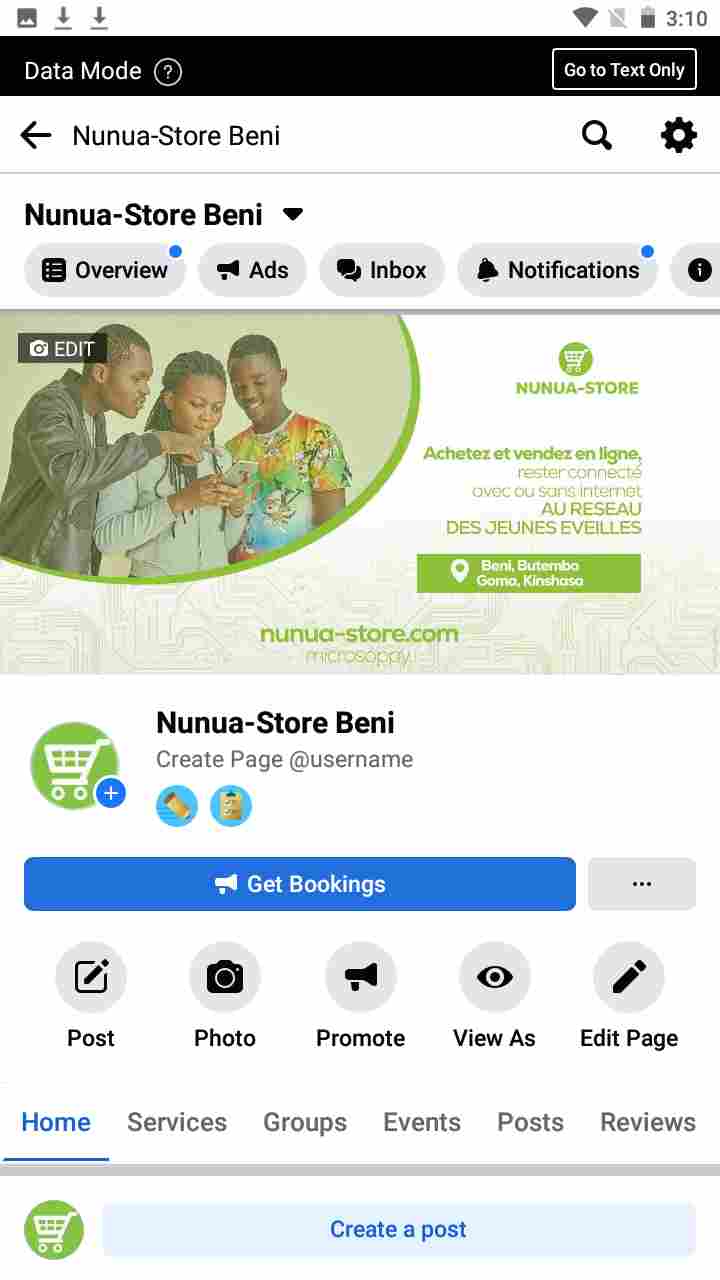 3:10
Data Mode ?
Go to Text Only
Nunua-Store Beni
Nunua-Store Beni
Overview
Ads
Inbox
Notifications
EDIT
NUNUA-STORE
Achetez et vendez en ligne,
rester connecté
avec ou sans internet
AU RESEAU
DES JEUNES EVEILLES
Beni, Butembo
Goma, Kinshasa
nunua-store.com
microsoppy.
Nunua-Store Beni
Create Page @username
Get Bookings
...
Post
Photo
Promote
View As
Edit Page
Home
Services
Groups
Events
Posts
Reviews
Create a post